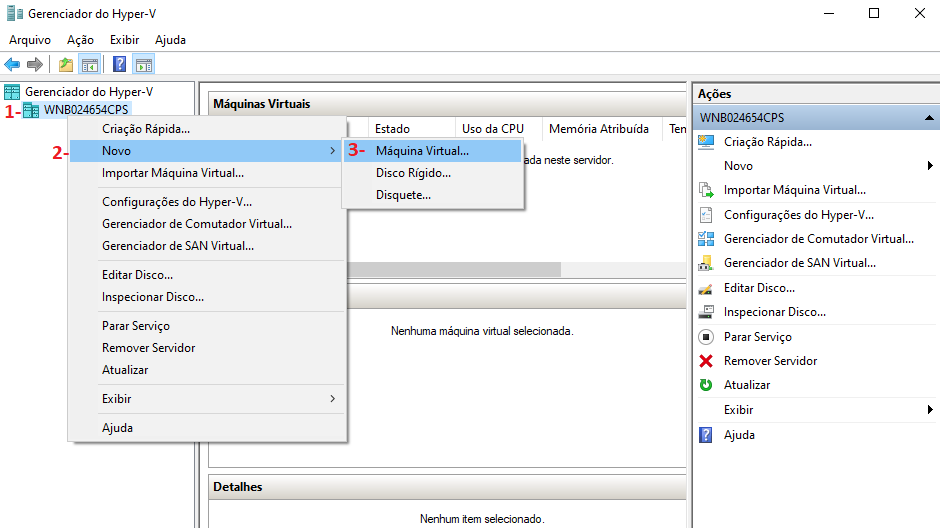 Gerenciador do Hyper-V
Arquivo Ação Exibir Ajuda
Gerenciador do Hyper-V
1- WNB024654CPS
Criação Rápida...
2- Novo
Importar Máquina Virtual...
Configurações do Hyper-V...
Gerenciador de Comutador Virtual...
Gerenciador de SAN Virtual...
Editar Disco...
Inspecionar Disco...
Parar Serviço
Remover Servidor
Atualizar
Exibir
Ajuda
3- Máquina Virtual...
Disco Rígido...
Disquete...
Máquinas Virtuais
Estado Uso da CPU Memória Atribuída
neste servidor.
Nenhuma máquina virtual selecionada.
Detalhes
Nenhum item selecionado.
Ações
WNB024654CPS
Criação Rápida...
Novo
Importar Máquina Virtual...
Configurações do Hyper-V...
Gerenciador de Comutador Virtual...
Gerenciador de SAN Virtual...
Editar Disco...
Inspecionar Disco...
Parar Serviço
Remover Servidor
Atualizar
Exibir
Ajuda